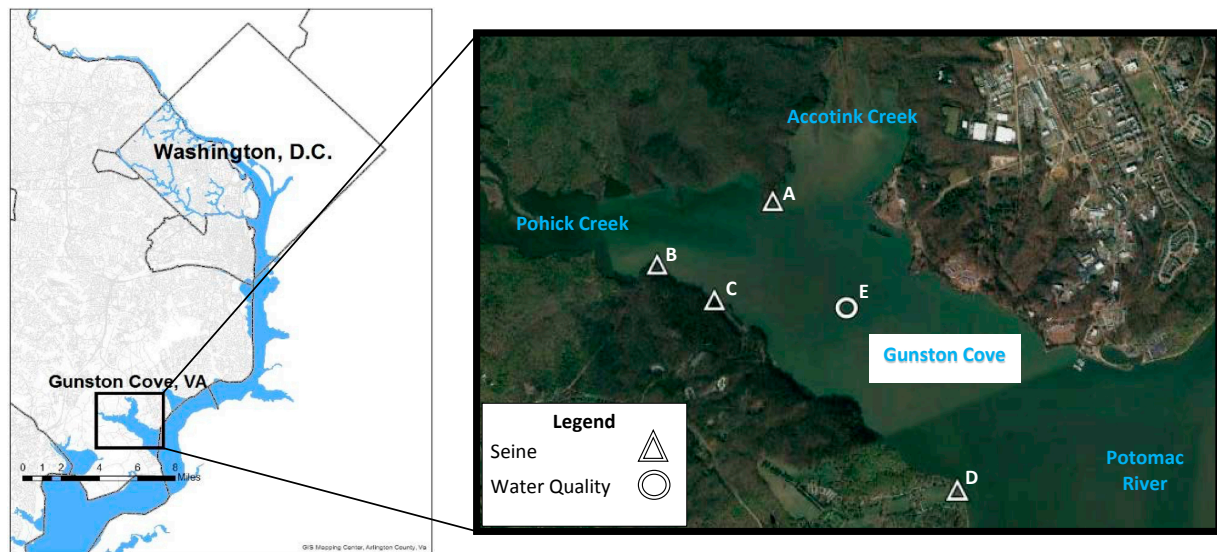 Washington, D.C.
Gunston Cove, VA
0 1 2 4 6 8
Miles
GIS Mapping Center, Arlington County, Va
Accotink Creek
A
Pohick Creek
B
C
E
Gunston Cove
Legend
Seine
Water Quality
D
Potomac
River